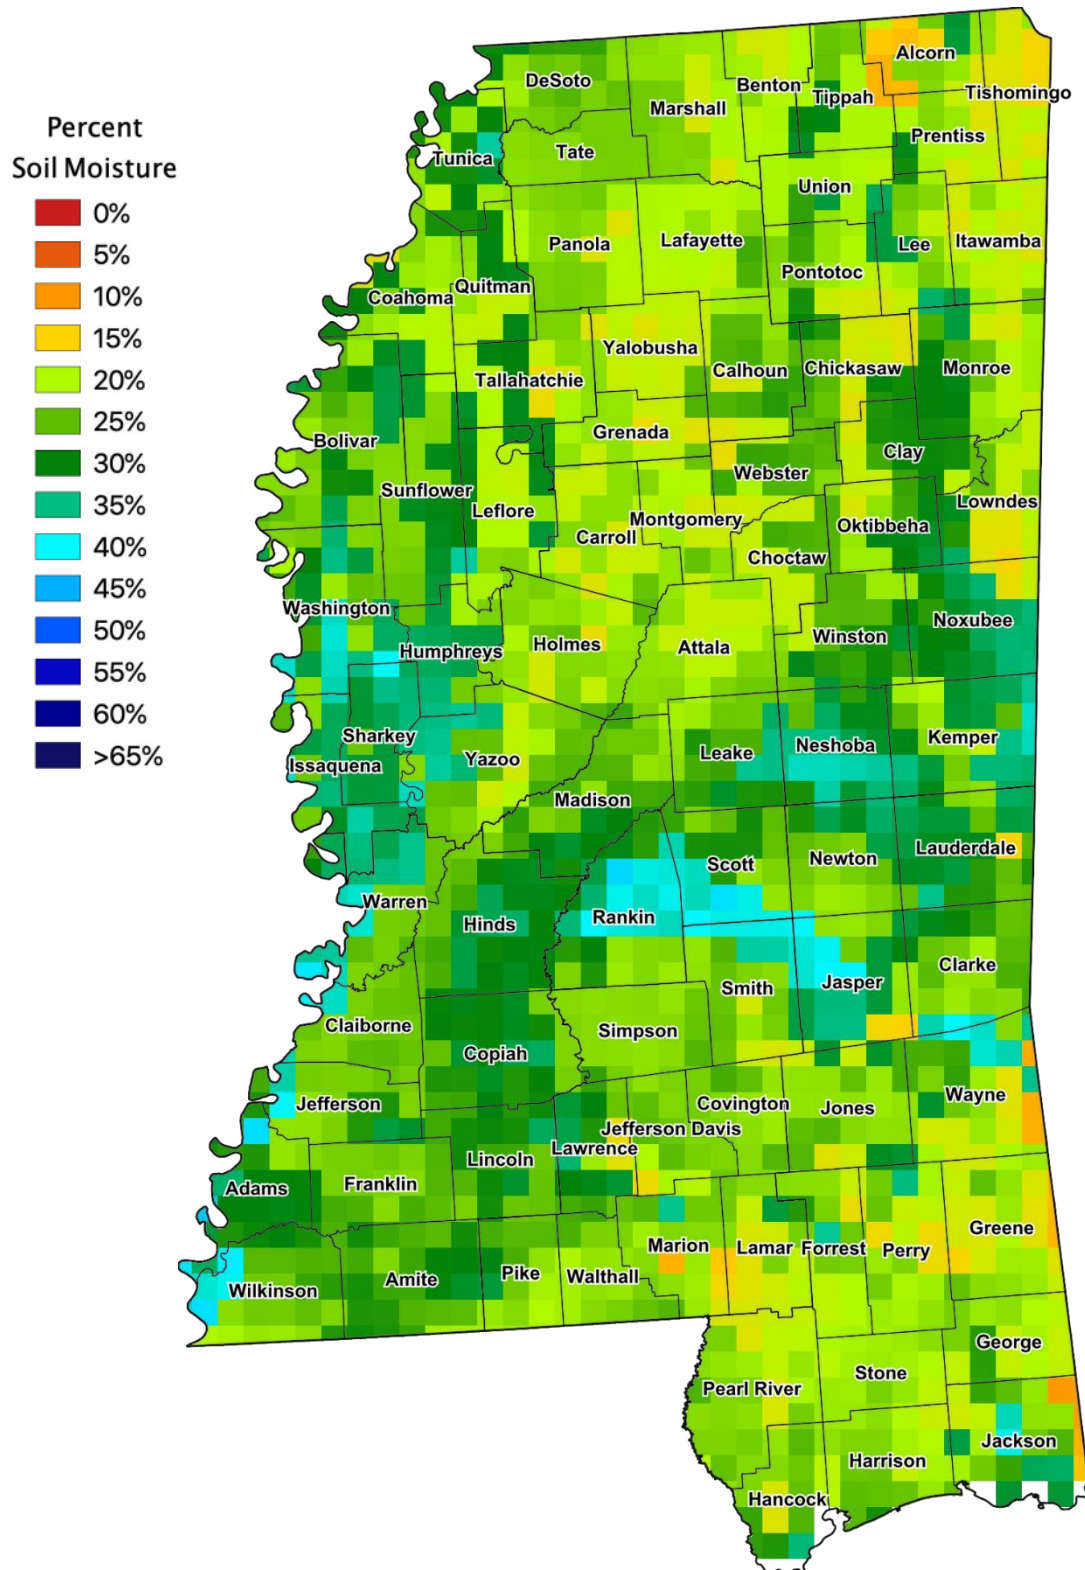 Percent
Soil Moisture
0%
5%
10%
15%
20%
25%
30%
35%
40%
45%
50%
55%
60%
>65%
Alcorn
DeSoto
Benton
Tippah
Tishomingo
Marshall
Prentiss
Tunica
Tate
Union
Panola
Lafayette
Lee
Itawamba
Pontotoc
Quitman
Coahoma
Yalobusha
Calhoun
Chickasaw
Monroe
Tallahatchie
Grenada
Bolivar
Clay
Webster
Sunflower
Lowndes
Leflore
Montgomery
Oktibbeha
Carroll
Choctaw
Washington
Noxubee
Winston
Holmes
Attala
Humphreys
Sharkey
Kemper
Neshoba
Leake
Yazoo
Issaquena
Madison
Lauderdale
Newton
Scott
Warren
Rankin
Hinds
Clarke
Jasper
Smith
Claiborne
Simpson
Copiah
Wayne
Jefferson
Covington
Jones
Jefferson Davis
Lawrence
Lincoln
Franklin
Adams
Greene
Marion
Lamar
Forrest
Perry
Pike
Walthall
Amite
Wilkinson
George
Stone
Pearl River
Jackson
Harrison
Hancock